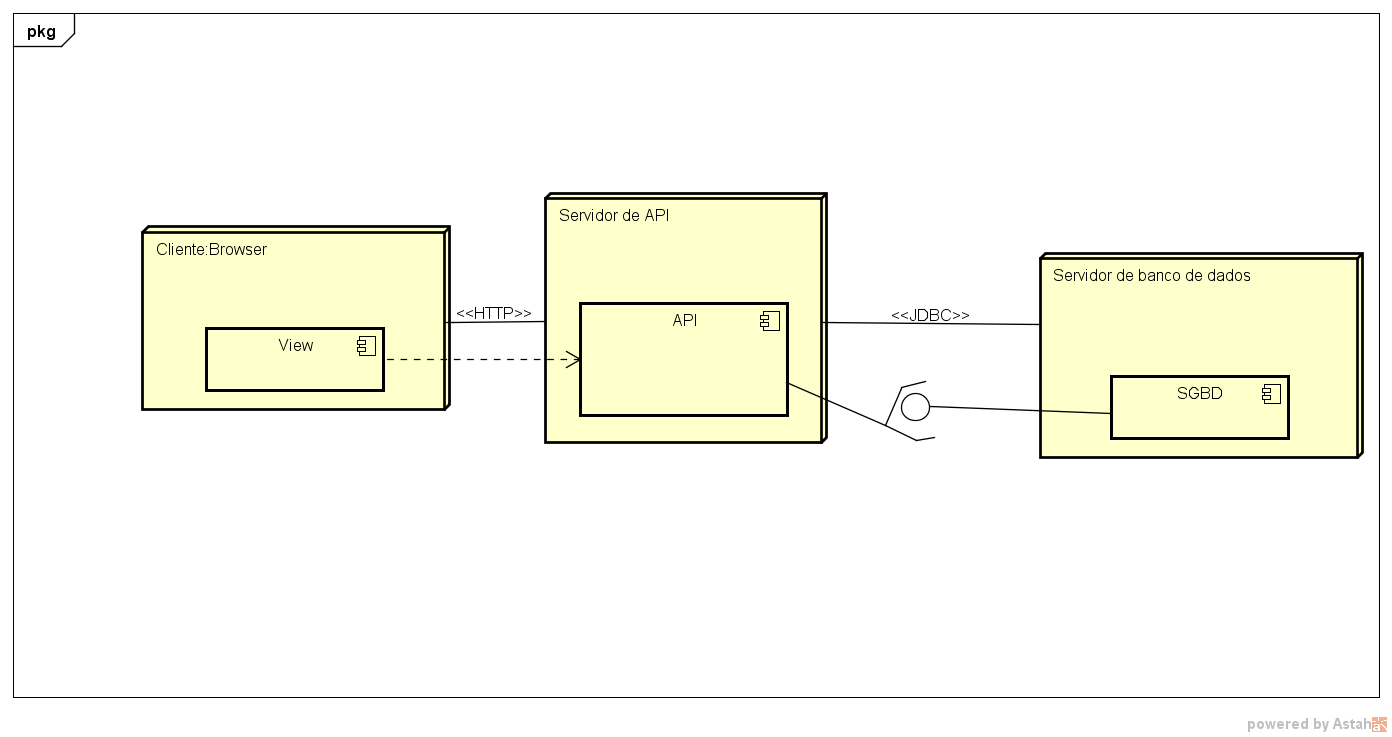 pkg
Cliente:Browser
View
<<HTTP>>
Servidor de API
API
<<JDBC>>
Servidor de banco de dados
SGBD
powered by Astah